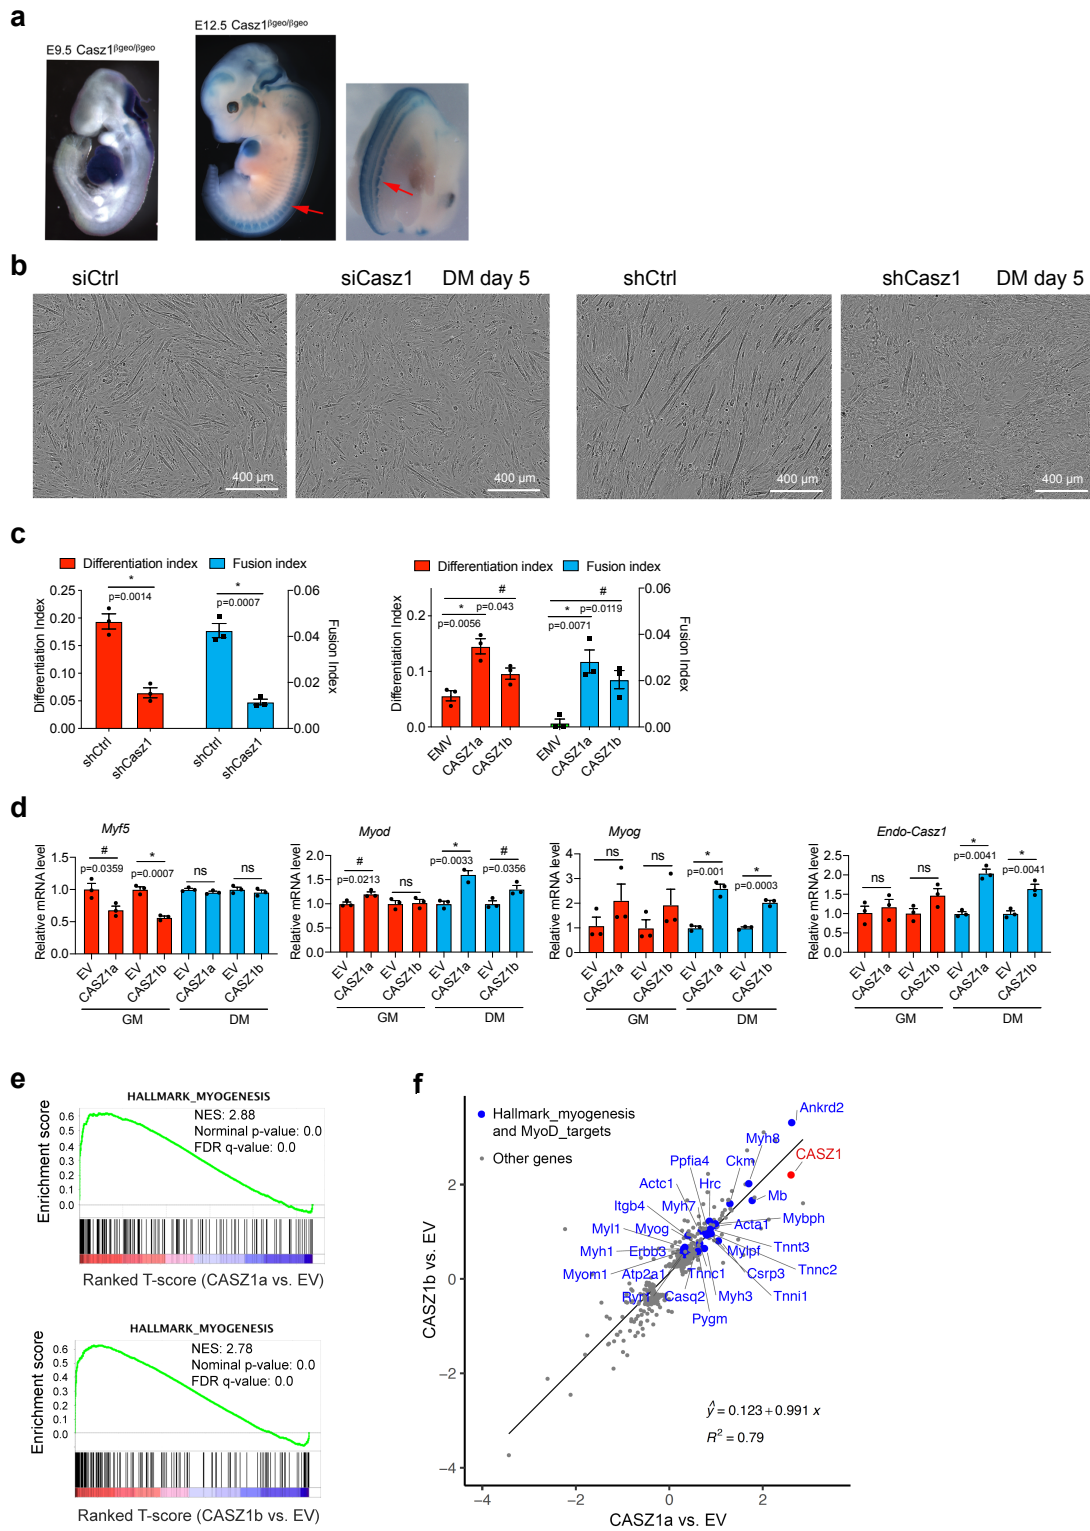 a
E9.5 Casz1βgeo/βgeo
E12.5 Casz1βgeo/βgeo
b
siCtrl
siCasz1 DM day 5
shCtrl
shCasz1 DM day 5
400 µm
400 µm
400 µm
400 µm
c
Differentiation index Fusion index
*
p=0.0014
*
p=0.0007
Differentiation Index
0.25
0.20
0.15
0.10
0.05
0.00
0.06
0.04
0.02
0.00
Fusion Index
shCtrl
shCasz1
shCtrl
shCasz1
Differentiation index Fusion index
#
* p=0.043
p=0.0056
#
* p=0.0119
p=0.0071
Differentiation Index
0.2
0.1
0.0
0.06
0.04
0.02
0.00
Fusion Index
EMV
CASZ1a
CASZ1b
EMV
CASZ1a
CASZ1b
d
Myf5
Relative mRNA level
1.5
1.0
0.5
0.0
#
p=0.0359
*
p=0.0007
ns
ns
EV
CASZ1a
EV
CASZ1b
EV
CASZ1a
EV
CASZ1b
GM
DM
Myod
Relative mRNA level
2.0
1.5
1.0
0.5
0.0
#
p=0.0213
ns
*
p=0.0033
#
p=0.0356
EV
CASZ1a
EV
CASZ1b
EV
CASZ1a
EV
CASZ1b
GM
DM
Myog
Relative mRNA level
4
3
2
1
0
ns
ns
*
p=0.001
*
p=0.0003
EV
CASZ1a
EV
CASZ1b
EV
CASZ1a
EV
CASZ1b
GM
DM
Endo-Casz1
Relative mRNA level
2.5
2.0
1.5
1.0
0.5
0.0
ns
ns
*
p=0.0041
*
p=0.0041
EV
CASZ1a
EV
CASZ1b
EV
CASZ1a
EV
CASZ1b
GM
DM
e
HALLMARK_MYOGENESIS
NES: 2.88
Norminal p-value: 0.0
FDR q-value: 0.0
Enrichment score
0.6
0.5
0.4
0.3
0.2
0.1
0.0
Ranked T-score (CASZ1a vs. EV)
HALLMARK_MYOGENESIS
NES: 2.78
Nominal p-value: 0.0
FDR q-value: 0.0
Enrichment score
0.6
0.5
0.4
0.3
0.2
0.1
0.0
Ranked T-score (CASZ1b vs. EV)
f
Hallmark_myogenesis
and MyoD_targets
Other genes
Ankrd2
Myh8
CASZ1
Ppfia4 Ckm
Actc1 Hrc
Mb
Itgb4 Myh7
Acta1 Mybph
Myl1 Myog
Tnnt3
Myh1 Erbb3
Mylpf
Tnnc2
Myom1 Atp2a1 Tnnc1 Csrp3
Ryr1 Casq2 Myh3 Tnni1
Pygm
CASZ1b vs. EV
2
0
−2
−4
ŷ = 0.123 + 0.991 x
R2 = 0.79
−4 −2 0 2
CASZ1a vs. EV